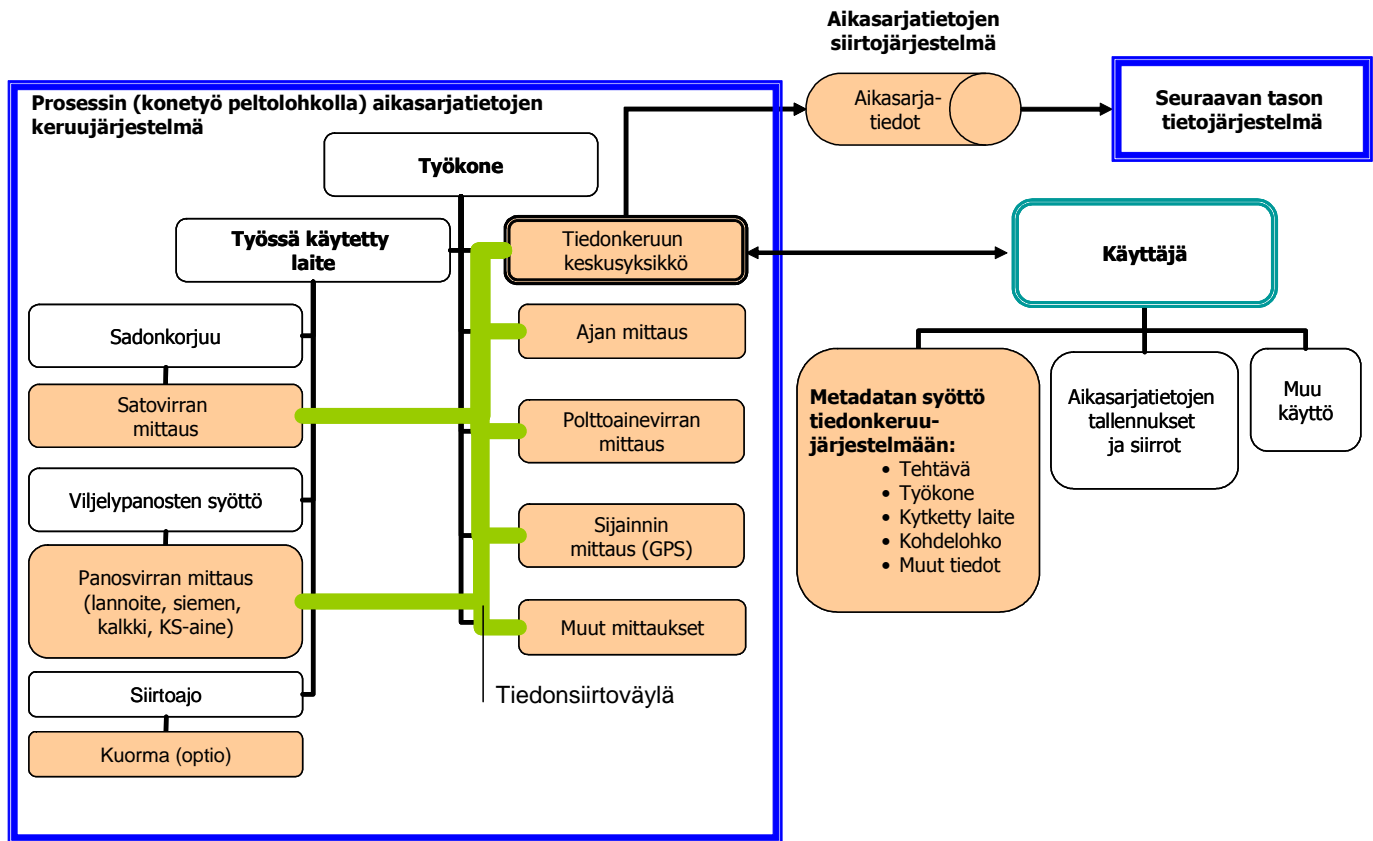 Aikasarjatietojen
siirtojärjestelmä
Prosessin (konetyö peltolohkolla) aikasarjatietojen
keruujärjestelmä
Aikasarja-
tiedot
Seuraavan tason
tietojärjestelmä
Työkone
Työssä käytetty
laite
Tiedonkeruun
keskusyksikkö
Käyttäjä
Sadonkorjuu
Ajan mittaus
Satovirran
mittaus
Polttoainevirran
mittaus
Viljelypanosten syöttö
Sijainnin
mittaus (GPS)
Panosvirran mittaus
(lannoite, siemen,
kalkki, KS-aine)
Muut mittaukset
Siirtoajo
Tiedonsiirtoväylä
Kuorma (optio)
Metadatan syöttö
tiedonkeruu-
järjestelmään:
• Tehtävä
• Työkone
• Kytketty laite
• Kohdelohko
• Muut tiedot
Aikasarjatietojen
tallennukset
ja siirrot
Muu
käyttö